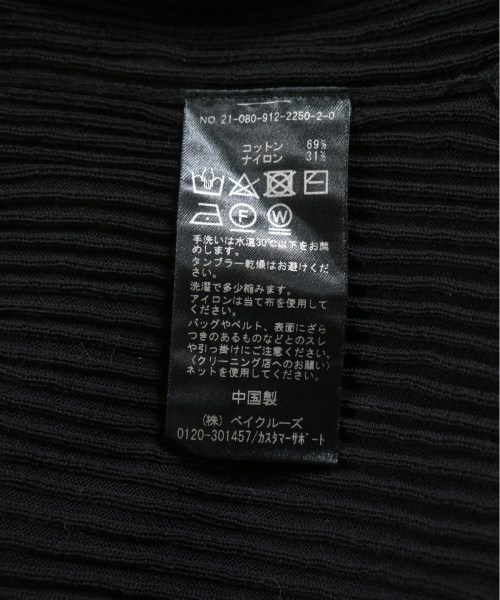 NO. 21-080-912-2250-2-0
コットン 69%
ナイロン 31%
F W
手洗いは水温30℃以下をお薦
めします。
タンブラー乾燥はお避けくださ
い。
洗濯で多少縮みます。
アイロンは当て布を使用して
ください。
バッグやベルト、表面にざら
つきのあるものなどとのスレ
や引っ掛けにご注意ください。
〈クリーニング店へのお願い〉
ネットを使用してください。
中国製
(株) ベイクルーズ
0120-301457/カスタマーサポート